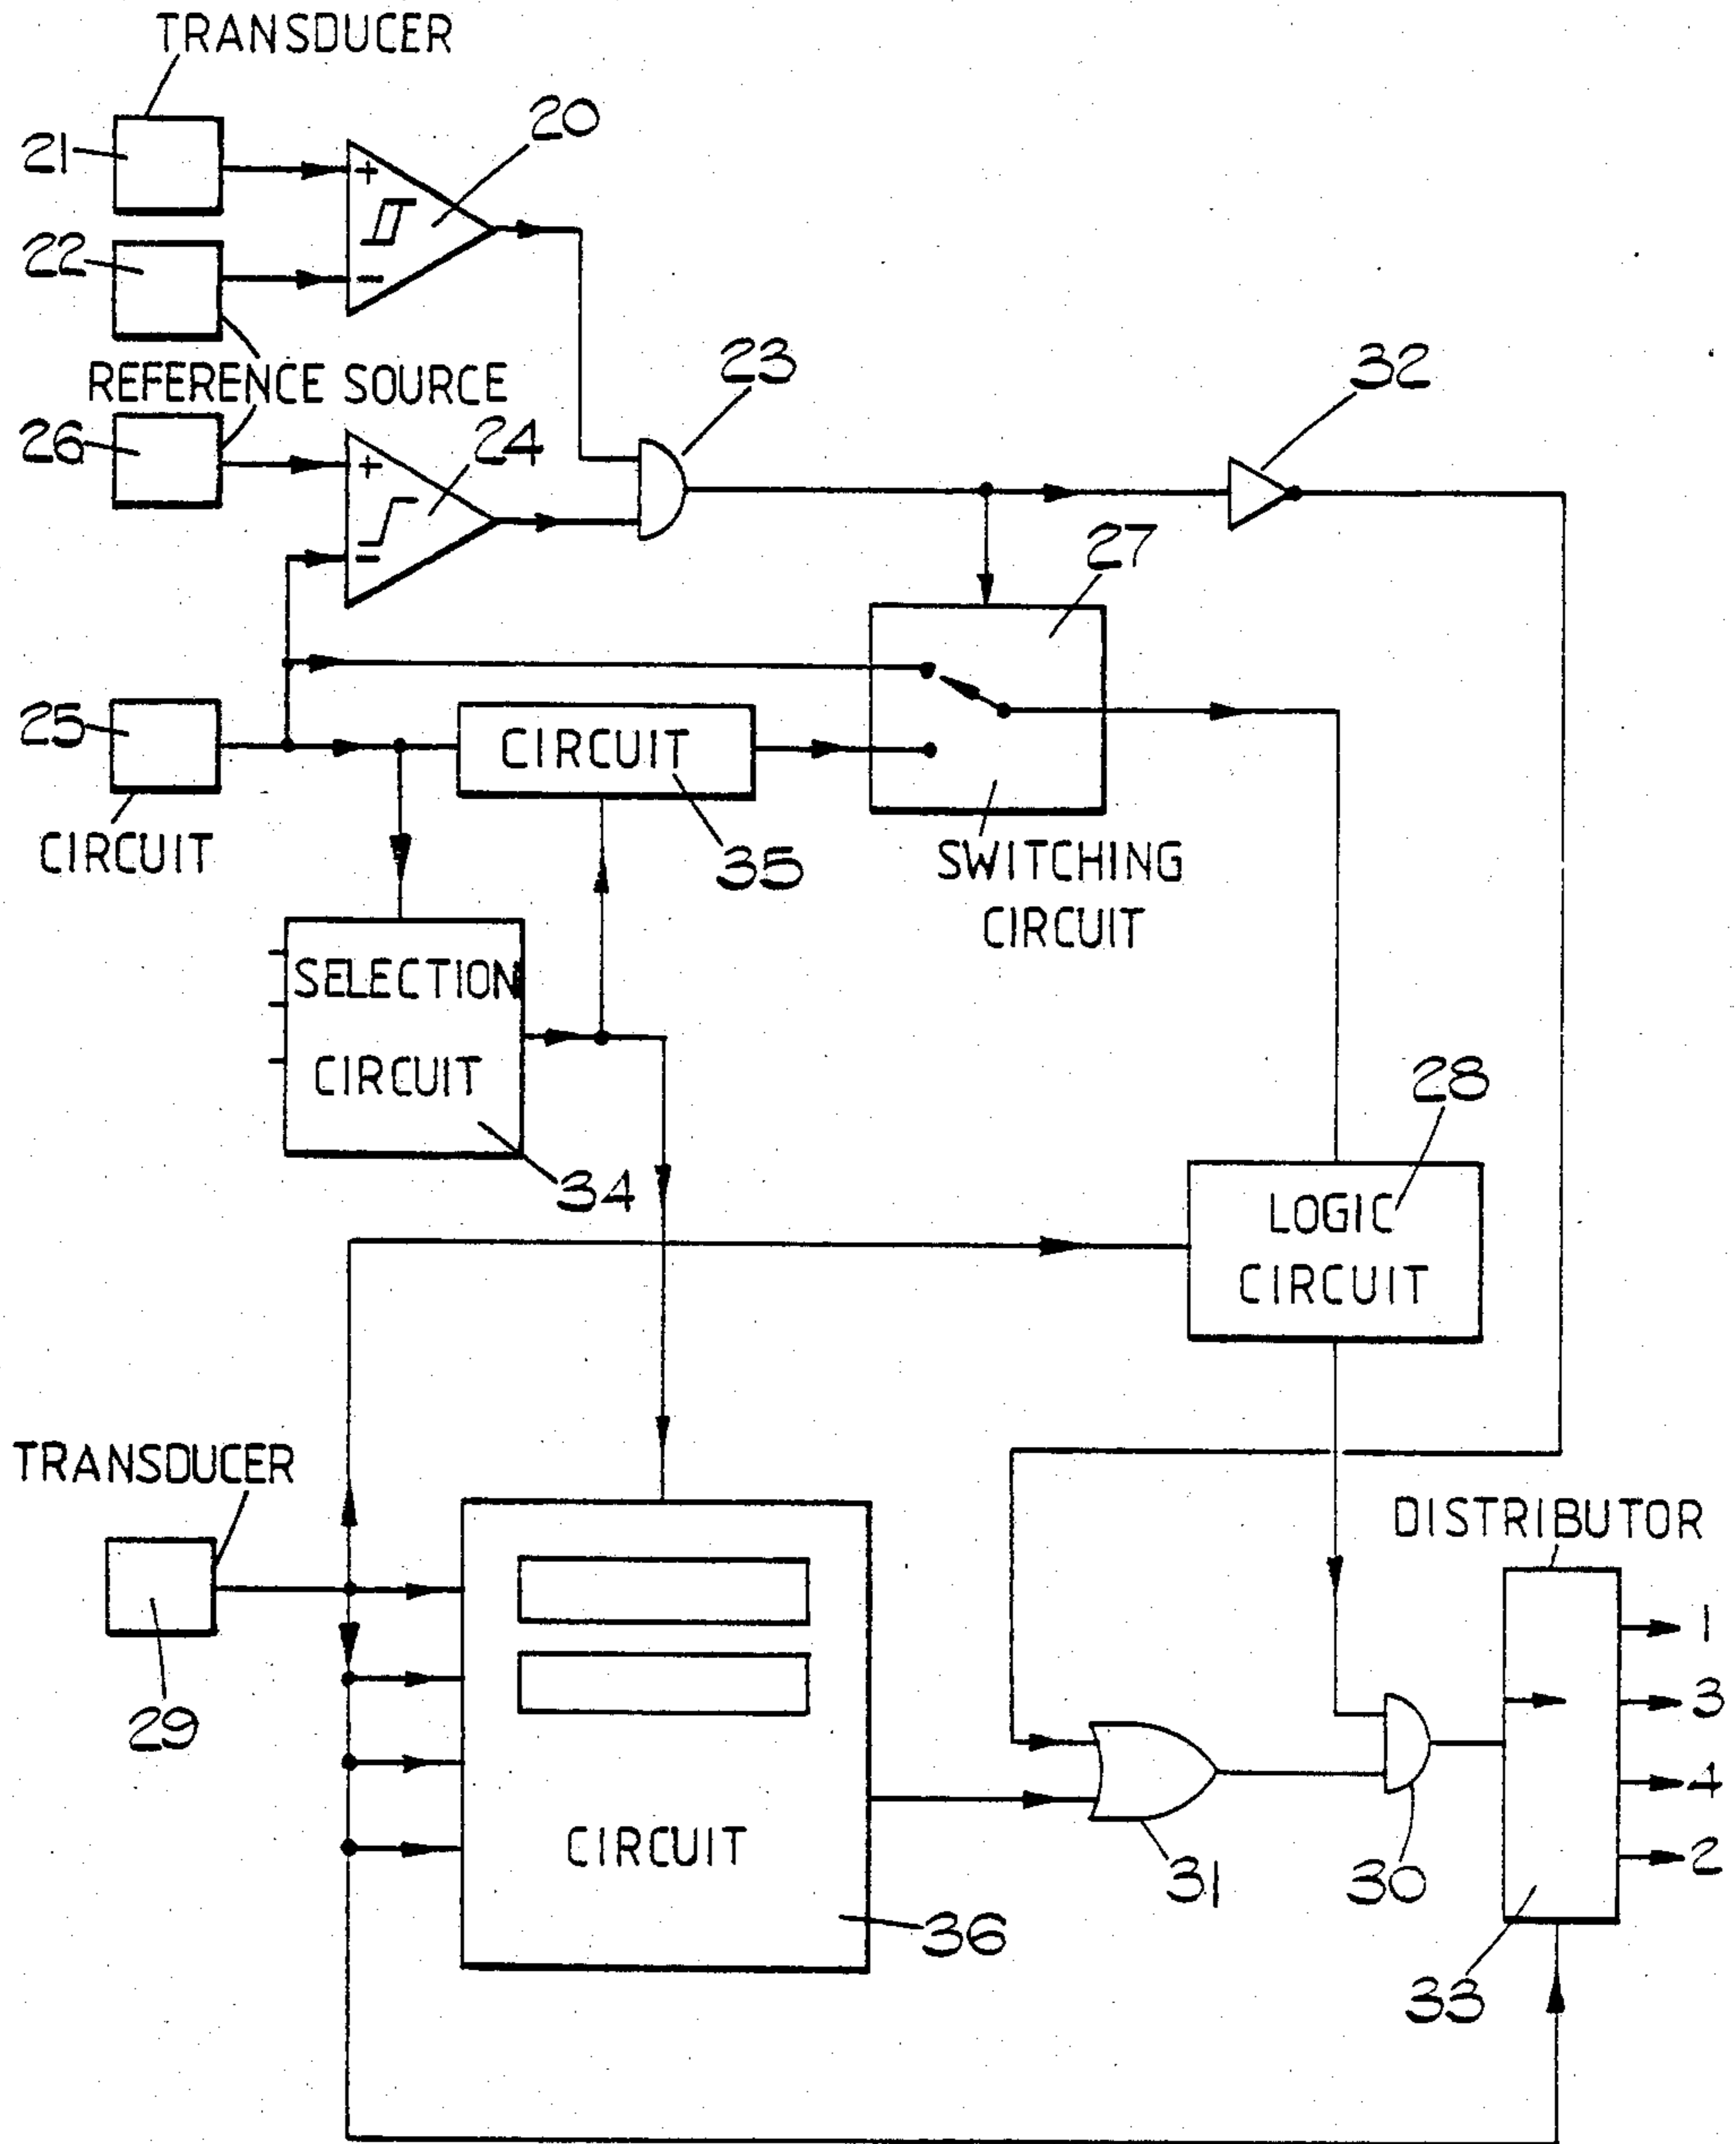 TRANSDUCER
20
21
+
22
-
REFERENCE SOURCE
23
32
26
24
+
-
27
25
CIRCUIT
CIRCUIT
35
SWITCHING
CIRCUIT
SELECTION
CIRCUIT
34
28
LOGIC
CIRCUIT
TRANSDUCER
29
DISTRIBUTOR
1
3
4
2
CIRCUIT
36
31
30
33